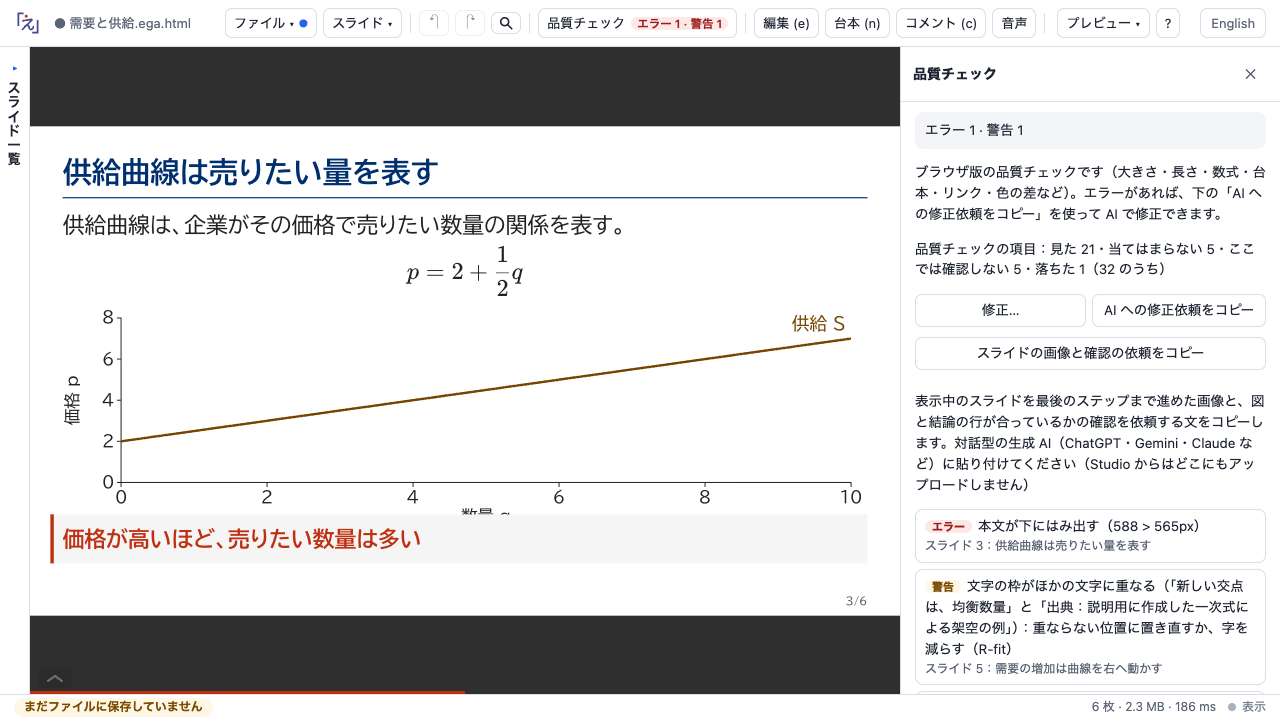 「え」 ● 需要と供給.ega.html ファイル ▾ ● スライド ▾ 品質チェック エラー 1 · 警告 1 編集 (e) 台本 (n) コメント (c) 音声 プレビュー ▾ ? English
スライド一覧
供給曲線は売りたい量を表す
供給曲線は、企業がその価格で売りたい数量の関係を表す。
p = 2 + 1/2 q
供給 S
価格 p
8
6
4
2
0
0 2 4 6 8 10
価格が高いほど、売りたい数量は多い
3/6
品質チェック ×
エラー 1 · 警告 1
ブラウザ版の品質チェックです（大きさ・長さ・数式・台
本・リンク・色の差など）。エラーがあれば、下の「AI へ
の修正依頼をコピー」を使って AI で修正できます。
品質チェックの項目：見た 21・当てはまらない 5・ここ
では確認しない 5・落ちた 1（32 のうち）
修正... AI への修正依頼をコピー
スライドの画像と確認の依頼をコピー
表示中のスライドを最後のステップまで進めた画像と、図
と結論の行が合っているかの確認を依頼する文をコピーし
ます。対話型の生成 AI（ChatGPT・Gemini・Claude な
ど）に貼り付けてください（Studio からはどこにもアッ
プロードしません）
エラー 本文が下にはみ出す（588 > 565px）
スライド 3：供給曲線は売りたい量を表す
警告 文字の枠がほかの文字に重なる（「新しい交点
は、均衡数量」と「出典：説明用に作成した一次式に
よる架空の例」）：重ならない位置に置き直すか、字を
減らす（R-fit）
スライド 5：需要の増加は曲線を右へ動かす
まだファイルに保存していません
6 枚 · 2.3 MB · 186 ms ● 表示